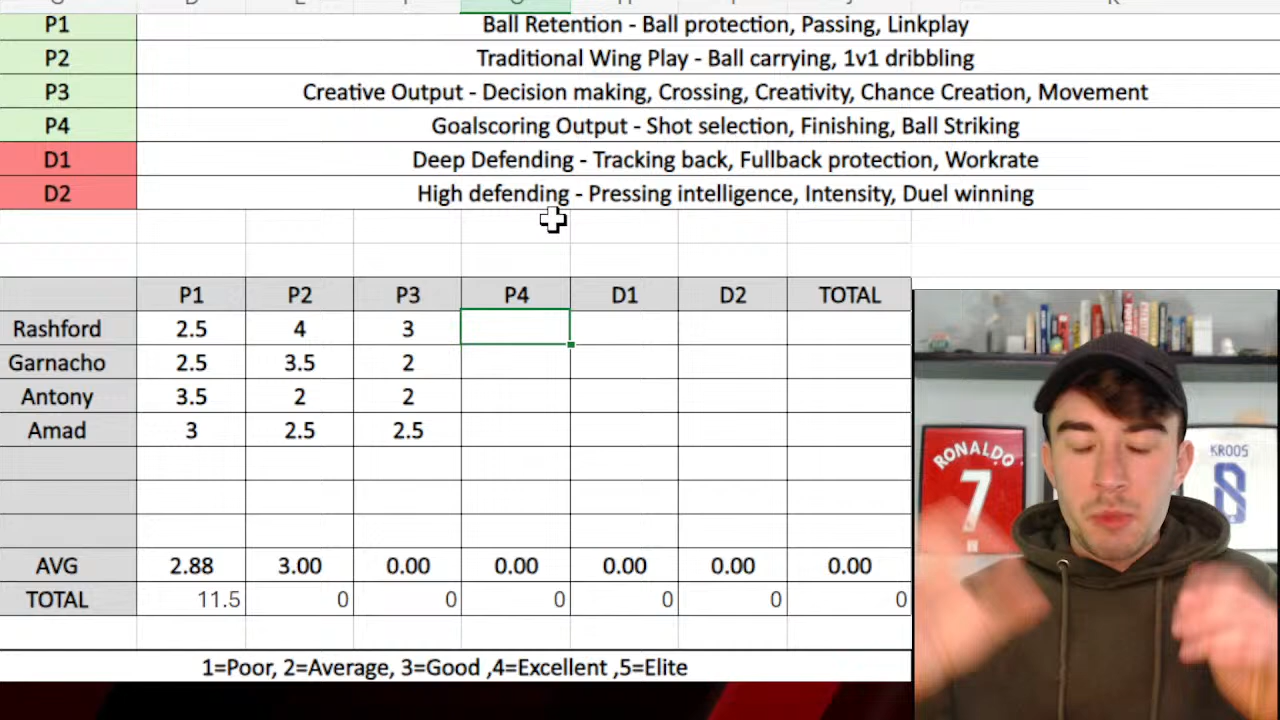 P1 Ball Retention - Ball protection, Passing, Linkplay
P2 Traditional Wing Play - Ball carrying, 1v1 dribbling
P3 Creative Output - Decision making, Crossing, Creativity, Chance Creation, Movement
P4 Goalscoring Output - Shot selection, Finishing, Ball Striking
D1 Deep Defending - Tracking back, Fullback protection, Workrate
D2 High defending - Pressing intelligence, Intensity, Duel winning
P1 P2 P3 P4 D1 D2 TOTAL
Rashford 2.5 4 3
Garnacho 2.5 3.5 2
Antony 3.5 2 2
Amad 3 2.5 2.5
AVG 2.88 3.00 0.00 0.00 0.00 0.00 0.00
TOTAL 11.5 0 0 0 0 0 0
1=Poor, 2=Average, 3=Good ,4=Excellent ,5=Elite
RONALDO
7
KROOS
8